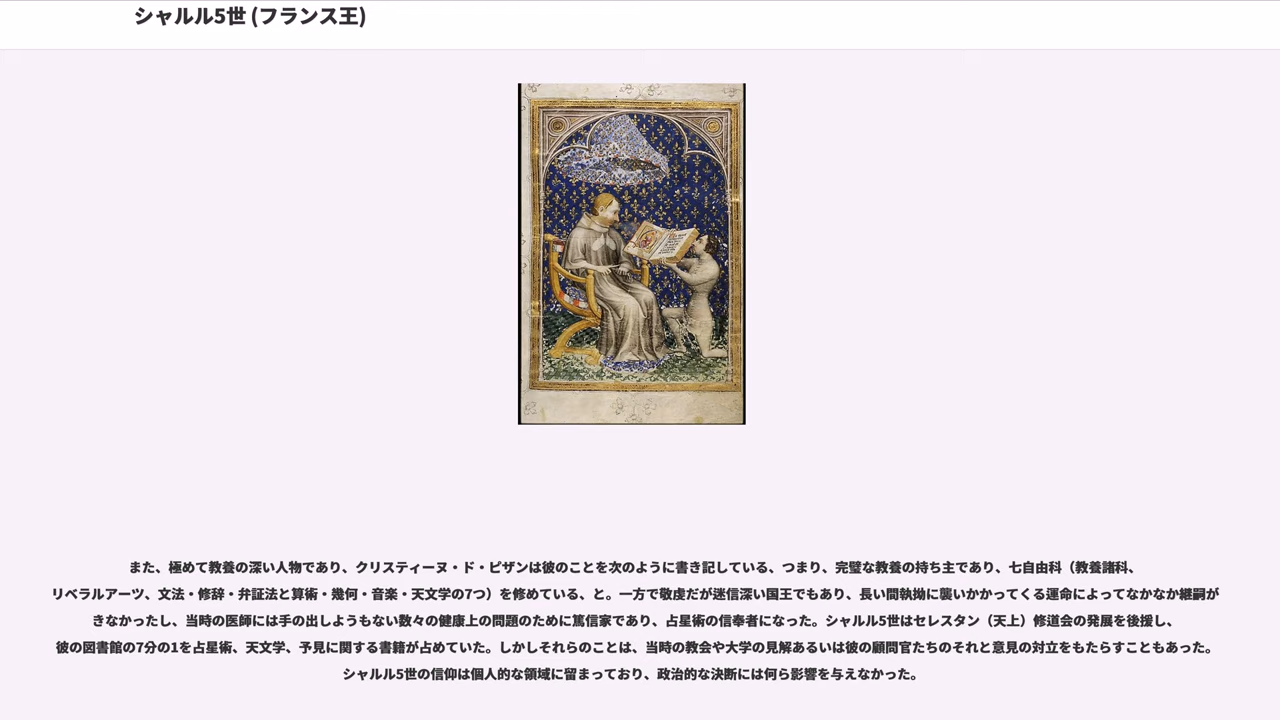 シャルル5世 (フランス王)
また、極めて教養の深い人物であり、クリスティーヌ・ド・ピザンは彼のことを次のように書き記している、つまり、完璧な教養の持ち主であり、七自由科（教養諸科、
リベラルアーツ、文法・修辞・弁証法と算術・幾何・音楽・天文学の7つ）を修めている、と。一方で敬虔だが迷信深い国王でもあり、長い間執拗に襲いかかってくる運命によってなかなか継嗣が
きなかったし、当時の医師には手の出しようもない数々の健康上の問題のために篤信家であり、占星術の信奉者になった。シャルル5世はセレスタン（天上）修道会の発展を後援し、
彼の図書館の7分の1を占星術、天文学、予見に関する書籍が占めていた。しかしそれらのことは、当時の教会や大学の見解あるいは彼の顧問官たちのそれと意見の対立をもたらすこともあった。
シャルル5世の信仰は個人的な領域に留まっており、政治的な決断には何ら影響を与えなかった。